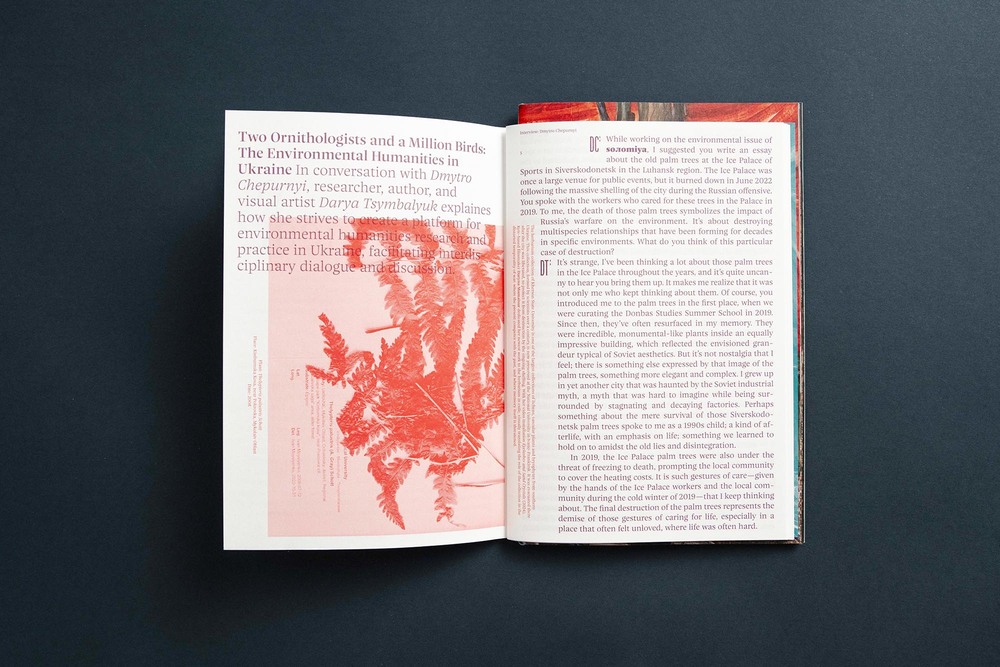 Two Ornithologists and a Million Birds:
The Environmental Humanities in
Ukraine In conversation with Dmytro
Chepurnyi, researcher, author, and
visual artist Darya Tsymbalyuk explaines
how she strives to create a platform for
environmental humanities research and
practice in Ukraine, facilitating interdis-
ciplinary dialogue and discussion.
Interview: Dmytro Chepurnyi
DC:
While working on the environmental issue of
soлomiya, I suggested you write an essay
about the old palm trees at the Ice Palace of
Sports in Siverskodonetsk in the Luhansk region. The Ice Palace was
once a large venue for public events, but it burned down in June 2022
following the massive shelling of the city during the Russian offensive.
You spoke with the workers who cared for these trees in the Palace in
2019. To me, the death of those palm trees symbolizes the impact of
Russia's warfare on the environment. It's about destroying
multispecies relationships that have been forming for decades
in specific environments. What do you think of this particular
case of destruction?
DT:
It's strange. I've been thinking a lot about those palm trees
in the Ice Palace throughout the years, and it's quite uncan-
ny to hear you bring them up. It makes me realize that it was
not only me who kept thinking about them. Of course, you
introduced me to the palm trees in the first place, when we
were curating the Donbas Studies Summer School in 2019.
Since then, they've often resurfaced in my memory. They
were incredible, monumental-like plants inside an equally
impressive building, which reflected the envisioned gran-
deur typical of Soviet aesthetics. But it's not nostalgia that I
feel; there is something else expressed by that image of the
palm trees, something more elegant and complex. I grew up
in yet another city that was haunted by the Soviet industrial
myth, a myth that was hard to imagine while being sur-
rounded by stagnating and decaying factories. Perhaps
something about the mere survival of those Siverskodo-
netsk palm trees spoke to me as a 1990s child; a kind of af-
terlife, with an emphasis on life; something we learned to
hold on to amidst the old lies and disintegration.
In 2019, the Ice Palace palm trees were also under the
threat of freezing to death, prompting the local community
to cover the heating costs. It is such gestures of care—given
by the hands of the Ice Palace workers and the local com-
munity during the cold winter of 2019—that I keep thinking
about. The final destruction of the palm trees represents the
demise of those gestures of caring for life, especially in a
place that often felt unloved, where life was often hard.